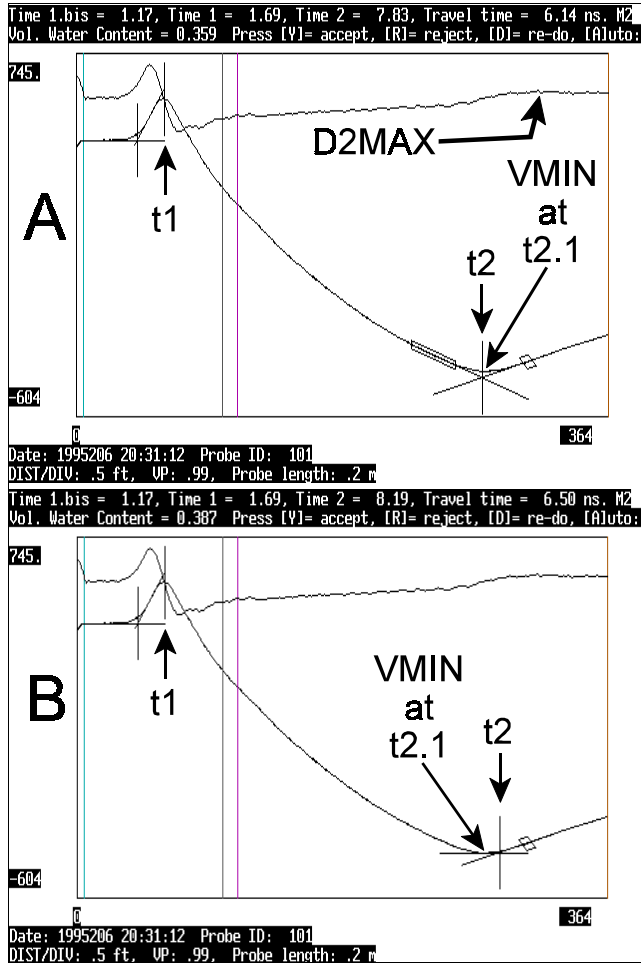 Time 1.bis = 1.17, Time 1 = 1.69, Time 2 = 7.83, Travel time = 6.14 ns. M2
Vol. Water Content = 0.359 Press [Y]= accept, [R]= reject, [D]= re-do, [A]uto:
745.
D2MAX
VMIN
at
t2.1
A
t1
t2
-604
0 364
Date: 1995206 20:31:12 Probe ID: 101
DIST/DIV: .5 ft, VP: .99, Probe length: .2 m
Time 1.bis = 1.17, Time 1 = 1.69, Time 2 = 8.19, Travel time = 6.50 ns. M2
Vol. Water Content = 0.387 Press [Y]= accept, [R]= reject, [D]= re-do, [A]uto:
745.
VMIN
at
t2.1
B
t1
t2
-604
0 364
Date: 1995206 20:31:12 Probe ID: 101
DIST/DIV: .5 ft, VP: .99, Probe length: .2 m